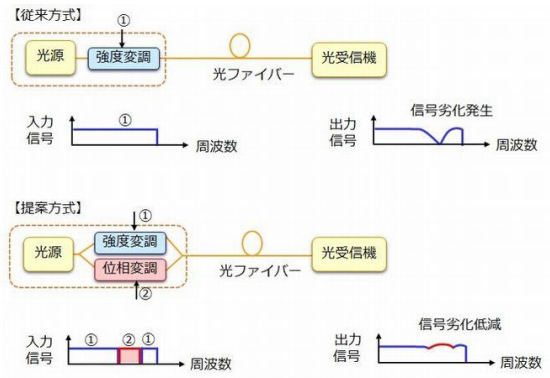 【従来方式】
①
光源
強度変調
光ファイバー
光受信機
入力
信号
①
周波数
出力
信号
信号劣化発生
周波数
【提案方式】
①
光源
強度変調
位相変調
②
光ファイバー
光受信機
入力
信号
① ② ①
周波数
出力
信号
信号劣化低減
周波数